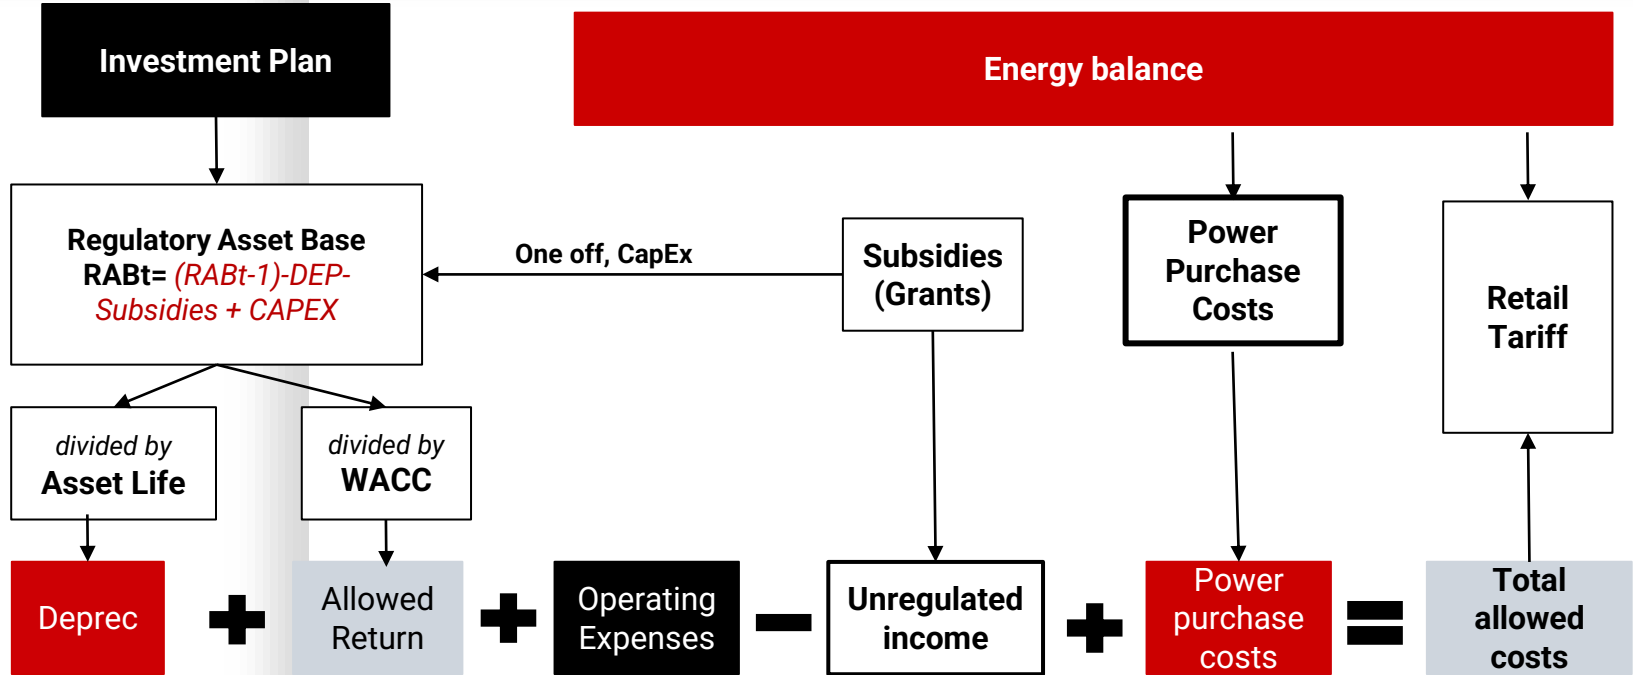 Investment Plan
Energy balance
Regulatory Asset Base
RABt= (RABt-1)-DEP-
Subsidies + CAPEX
One off, CapEx
Subsidies
(Grants)
Power
Purchase
Costs
Retail
Tariff
divided by
Asset Life
divided by
WACC
Deprec
+
Allowed
Return
+
Operating
Expenses
–
Unregulated
income
+
Power
purchase
costs
=
Total
allowed
costs